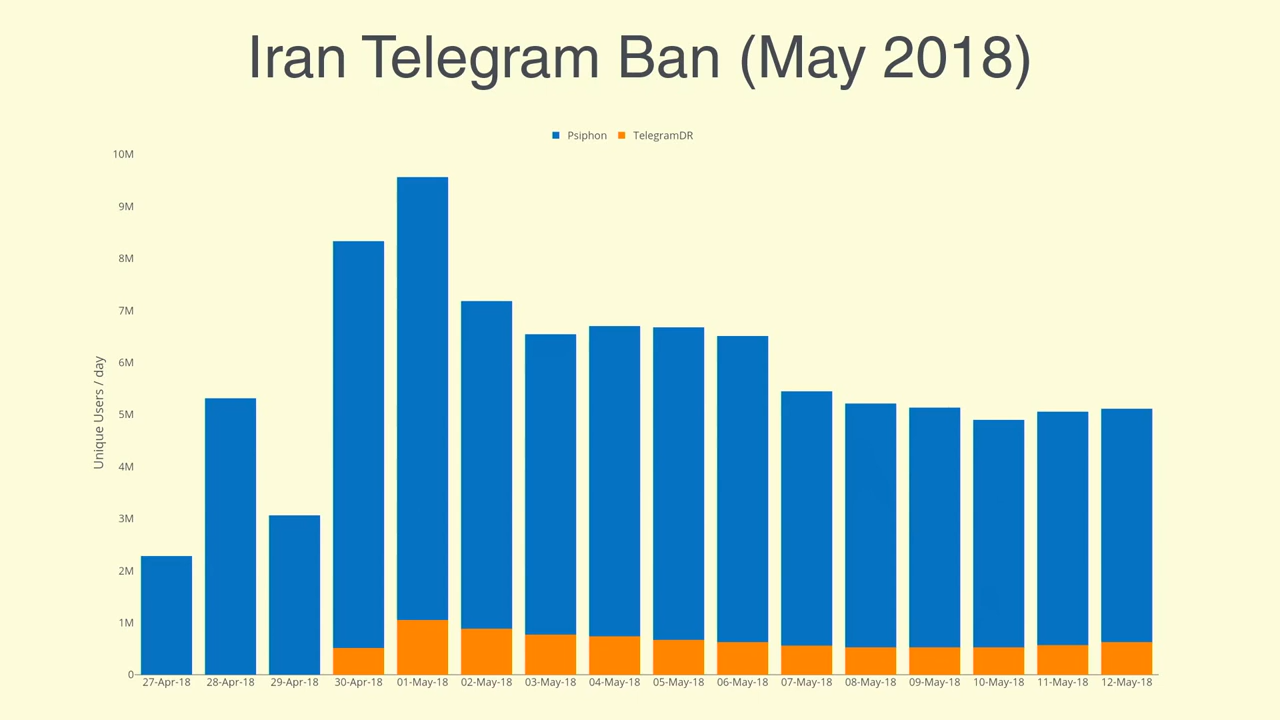 Iran Telegram Ban (May 2018)
Psiphon TelegramDR
10M
9M
8M
7M
6M
5M
4M
3M
2M
1M
0
Unique Users / day
27-Apr-18 28-Apr-18 29-Apr-18 30-Apr-18 01-May-18 02-May-18 03-May-18 04-May-18 05-May-18 06-May-18 07-May-18 08-May-18 09-May-18 10-May-18 11-May-18 12-May-18